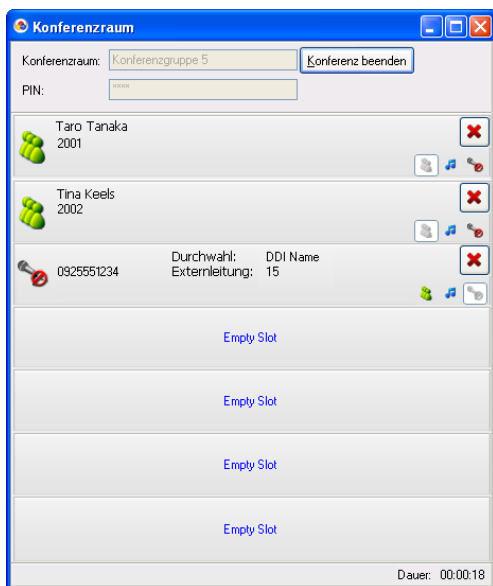 Konferenzraum
Konferenzraum: Konferenzgruppe 5 Konferenz beenden
PIN: ****
Taro Tanaka
2001
Tina Keels
2002
Durchwahl: DDI Name
0925551234 Externleitung: 15
Empty Slot
Empty Slot
Empty Slot
Empty Slot
Dauer: 00:00:18